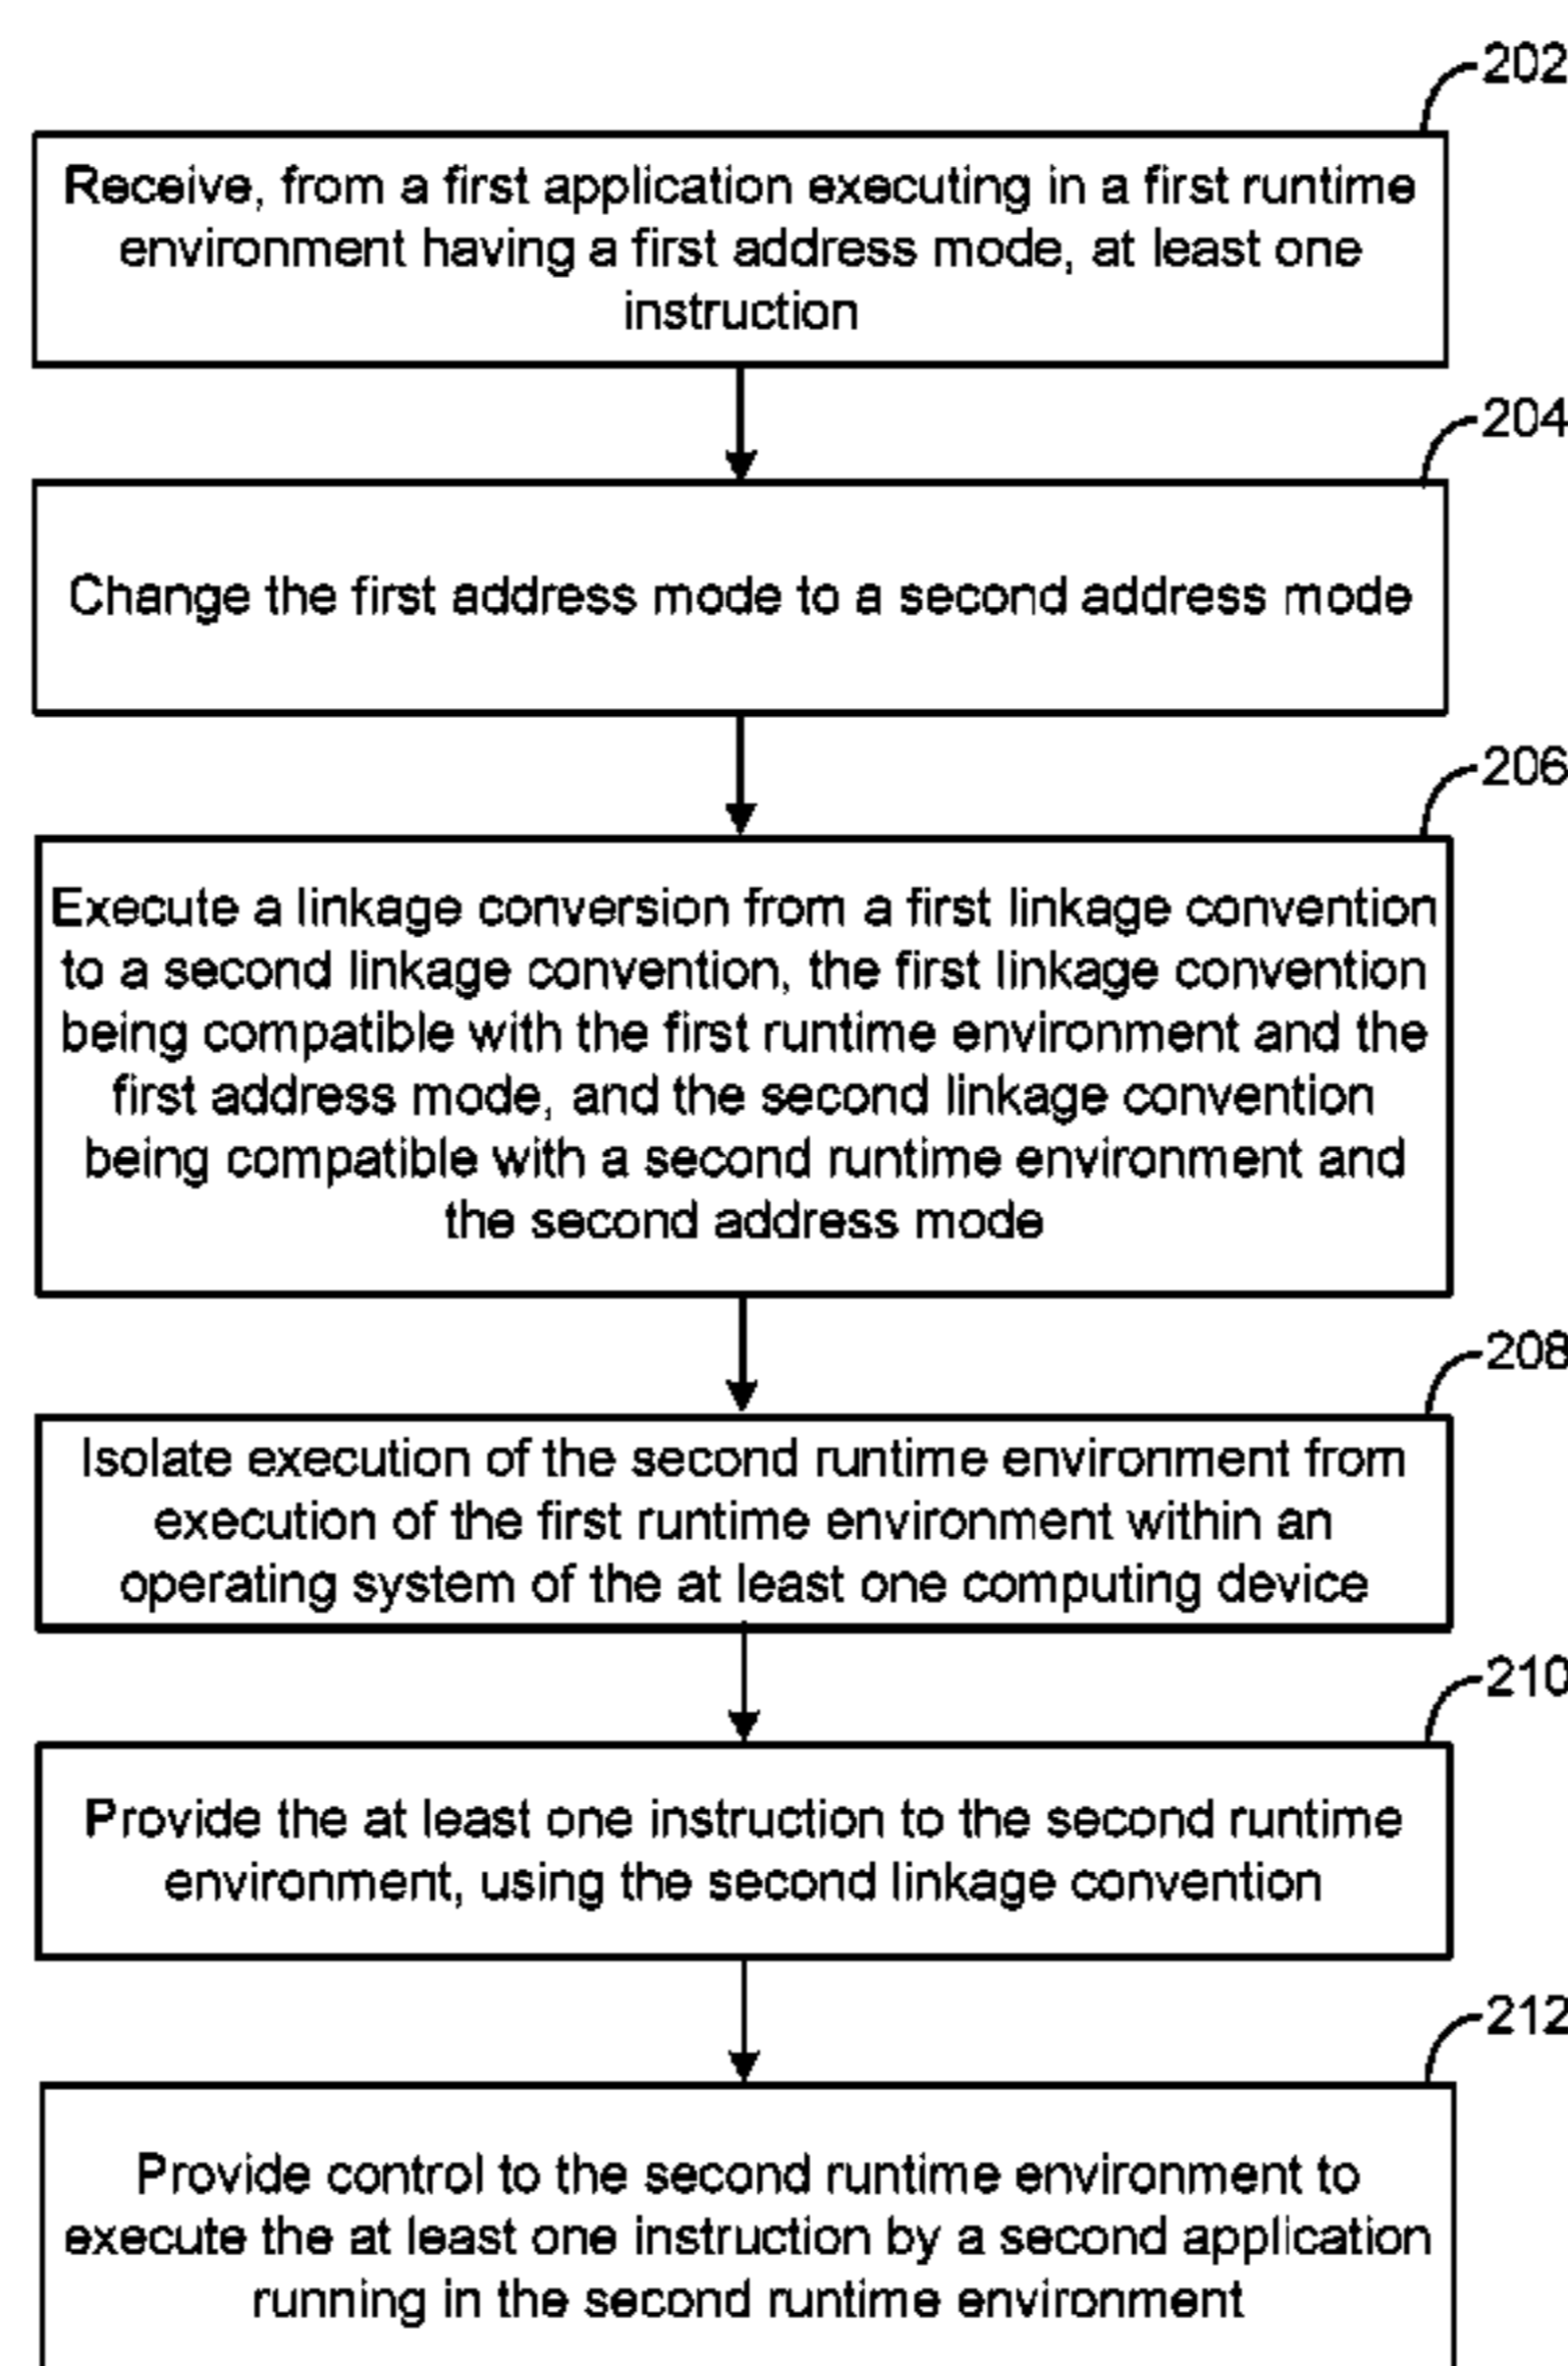 202
Receive, from a first application executing in a first runtime
environment having a first address mode, at least one
instruction
204
Change the first address mode to a second address mode
206
Execute a linkage conversion from a first linkage convention
to a second linkage convention, the first linkage convention
being compatible with the first runtime environment and the
first address mode, and the second linkage convention
being compatible with a second runtime environment and
the second address mode
208
Isolate execution of the second runtime environment from
execution of the first runtime environment within an
operating system of the at least one computing device
210
Provide the at least one instruction to the second runtime
environment, using the second linkage convention
212
Provide control to the second runtime environment to
execute the at least one instruction by a second application
running in the second runtime environment